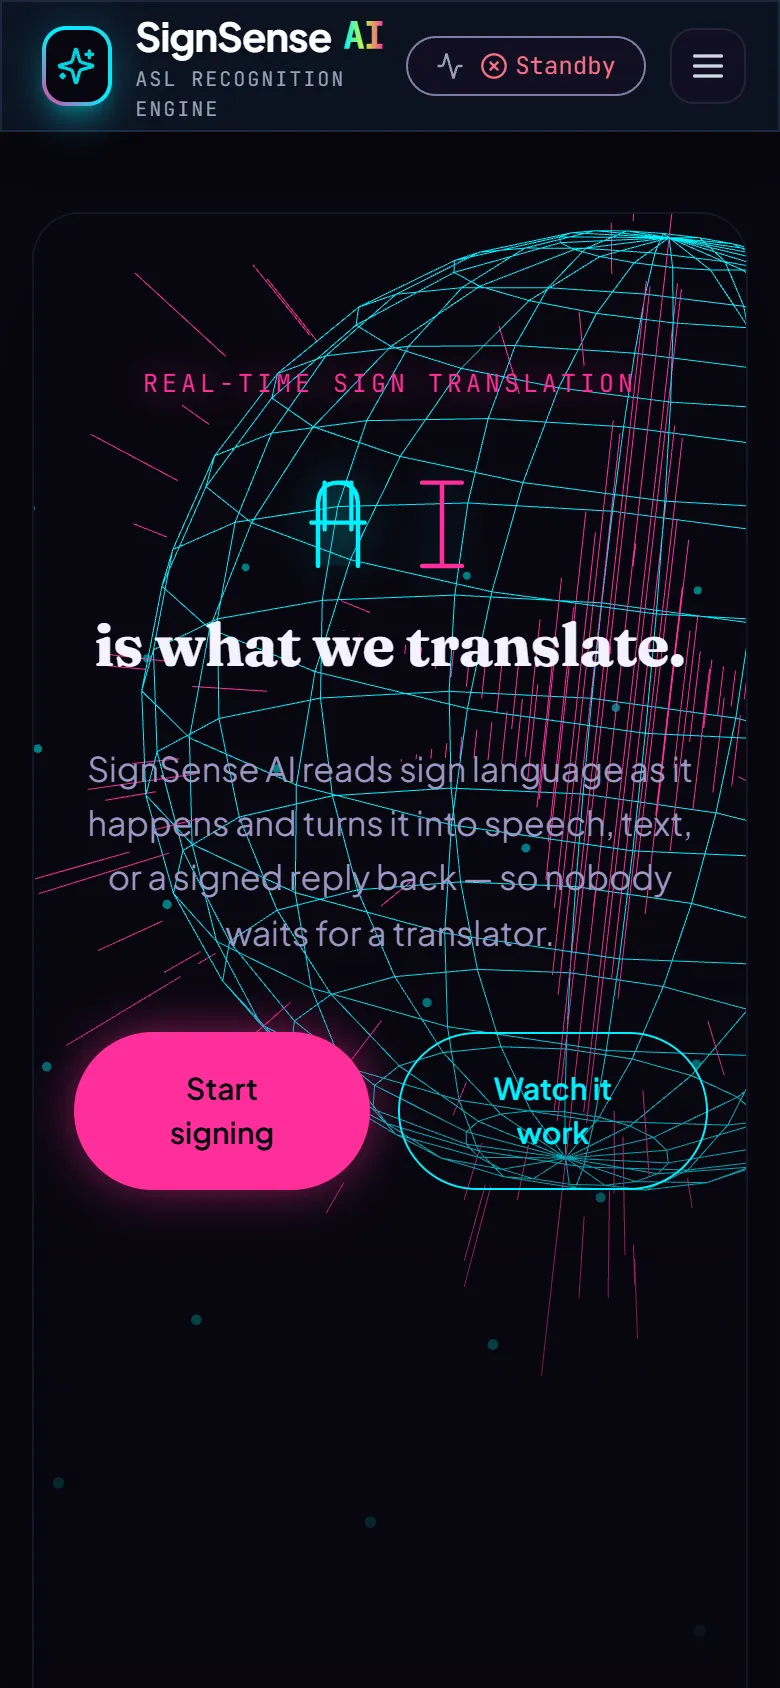 SignSense AI
ASL RECOGNITION
ENGINE
Standby
REAL-TIME SIGN TRANSLATION
A I
is what we translate.
SignSense AI reads sign language as it
happens and turns it into speech, text,
or a signed reply back — so nobody
waits for a translator.
Start
signing
Watch it
work